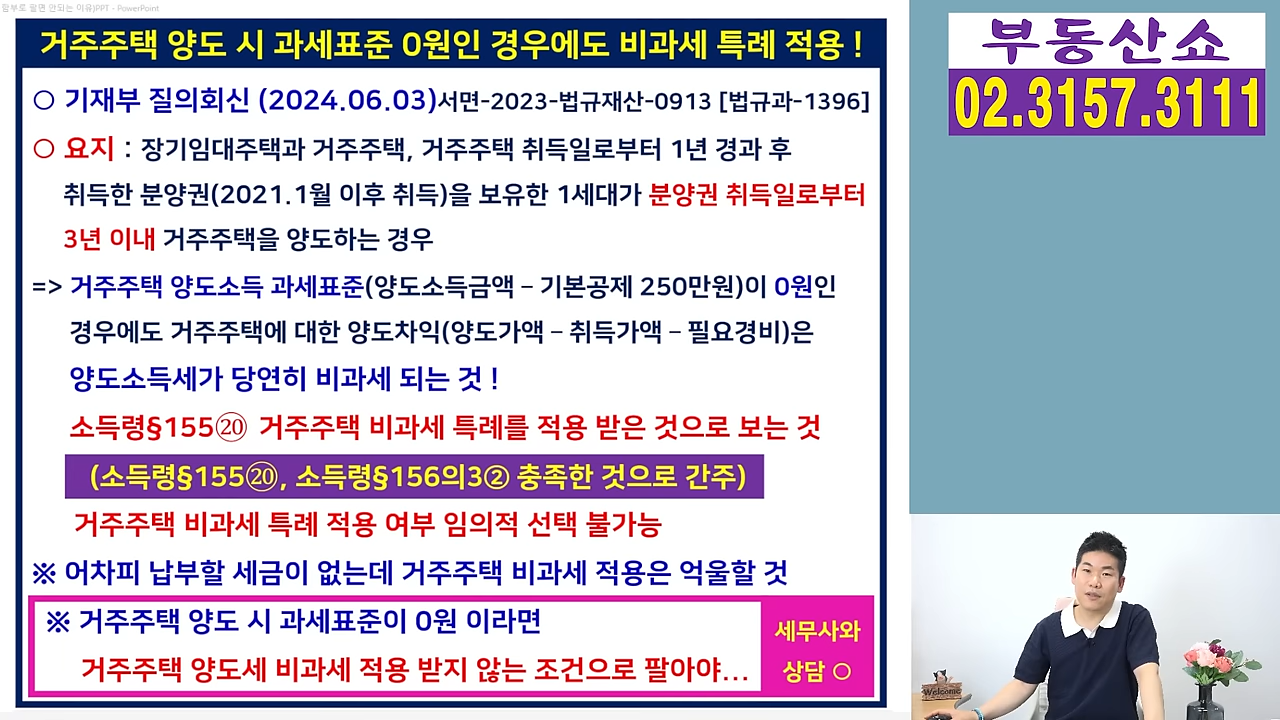 함부로 팔면 안되는 이유)PPT - PowerPoint
거주주택 양도 시 과세표준 0원인 경우에도 비과세 특례 적용 !
○ 기재부 질의회신 (2024.06.03)서면-2023-법규재산-0913 [법규과-1396]
○ 요지 : 장기임대주택과 거주주택, 거주주택 취득일로부터 1년 경과 후
취득한 분양권(2021.1월 이후 취득)을 보유한 1세대가 분양권 취득일로부터
3년 이내 거주주택을 양도하는 경우
=> 거주주택 양도소득 과세표준(양도소득금액 – 기본공제 250만원)이 0원인
경우에도 거주주택에 대한 양도차익(양도가액 – 취득가액 – 필요경비)은
양도소득세가 당연히 비과세 되는 것 !
소득령§155⑳ 거주주택 비과세 특례를 적용 받은 것으로 보는 것
(소득령§155⑳, 소득령§156의3② 충족한 것으로 간주)
거주주택 비과세 특례 적용 여부 임의적 선택 불가능
※ 어차피 납부할 세금이 없는데 거주주택 비과세 적용은 억울할 것
※ 거주주택 양도 시 과세표준이 0원 이라면
거주주택 양도세 비과세 적용 받지 않는 조건으로 팔아야...
세무사와
상담 ○
부동산쇼
02.3157.3111
Welcome